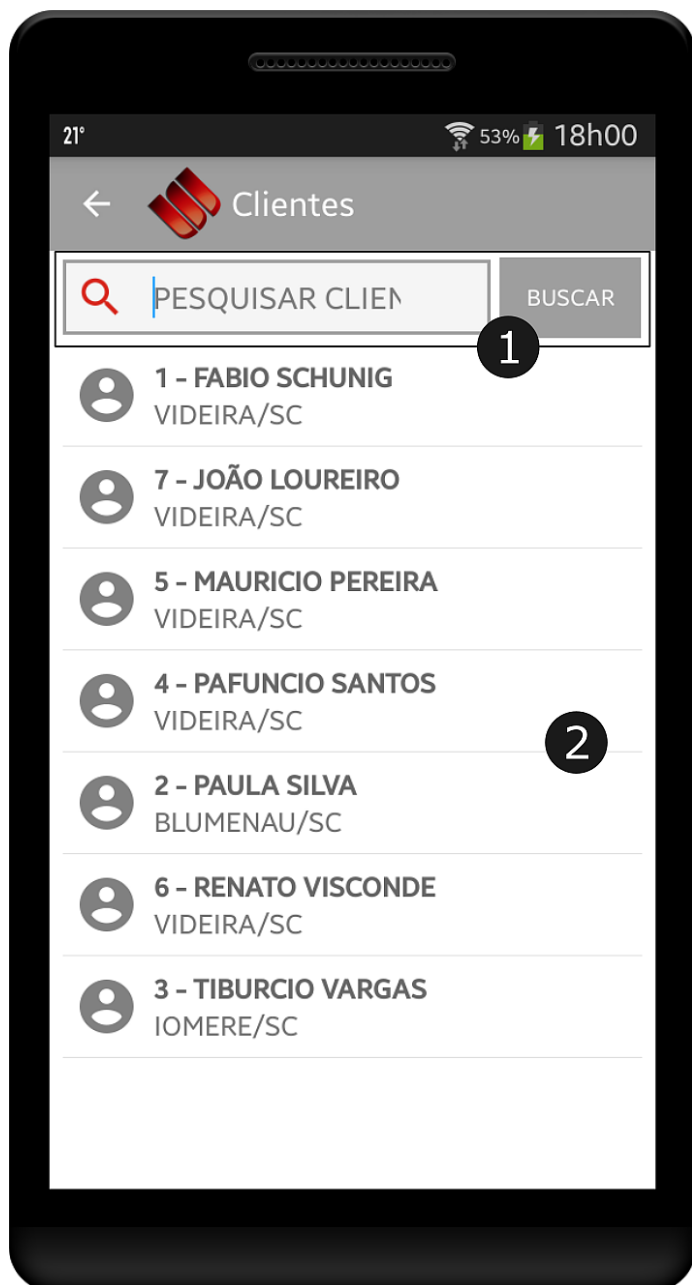 21° 53% 18h00
Clientes
PESQUISAR CLIEN
BUSCAR
1
1 - FABIO SCHUNIG
VIDEIRA/SC
7 - JOÃO LOUREIRO
VIDEIRA/SC
5 - MAURICIO PEREIRA
VIDEIRA/SC
4 - PAFUNCIO SANTOS
VIDEIRA/SC
2
2 - PAULA SILVA
BLUMENAU/SC
6 - RENATO VISCONDE
VIDEIRA/SC
3 - TIBURCIO VARGAS
IOMERE/SC